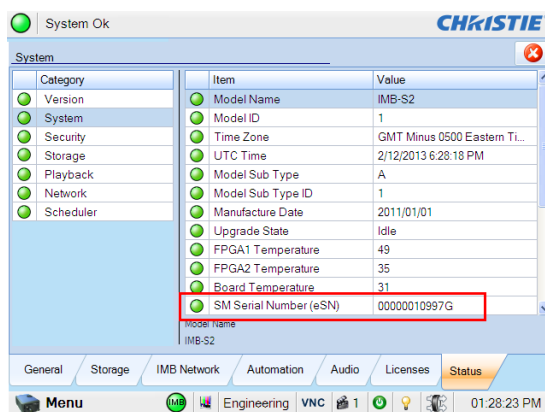 System Ok
CHRISTIE
System
Category
Version
System
Security
Storage
Playback
Network
Scheduler
Item Value
Model Name IMB-S2
Model ID 1
Time Zone GMT Minus 0500 Eastern Ti...
UTC Time 2/12/2013 6:28:18 PM
Model Sub Type A
Model Sub Type ID 1
Manufacture Date 2011/01/01
Upgrade State Idle
FPGA1 Temperature 49
FPGA2 Temperature 35
Board Temperature 31
SM Serial Number (eSN) 00000010997G
Model Name
IMB-S2
General Storage IMB Network Automation Audio Licenses Status
Menu IMB Engineering VNC 1 01:28:23 PM